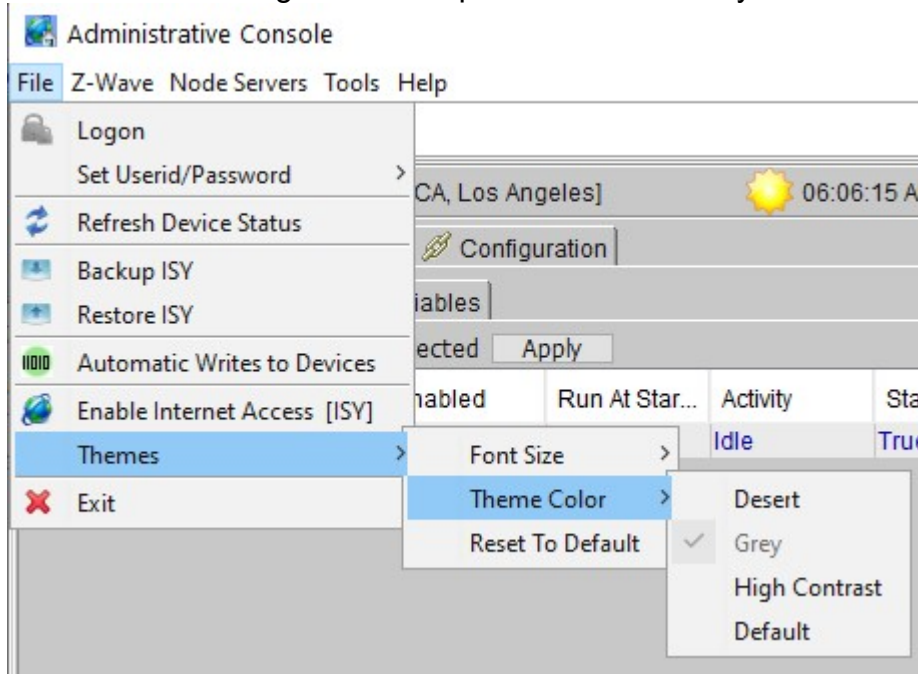 Administrative Console
File Z-Wave Node Servers Tools Help
Logon
Set Userid/Password
CA, Los Angeles] 06:06:15 A
Refresh Device Status
Configuration
Backup ISY
iables
Restore ISY
ected Apply
Automatic Writes to Devices
nabled Run At Star... Activity Sta
Enable Internet Access [ISY]
Idle True
Themes
Font Size
Exit
Theme Color
Desert
Reset To Default
Grey
High Contrast
Default